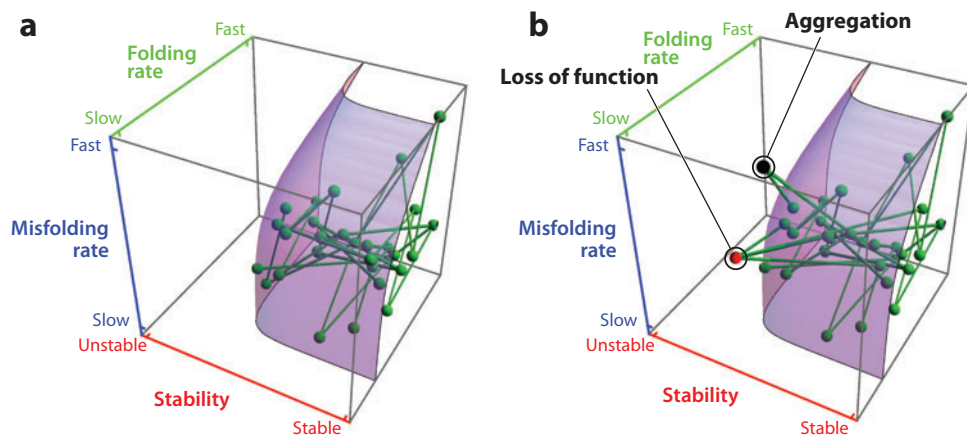 a
Fast
Folding
rate
Slow
Fast
Misfolding
rate
Slow
Unstable
Stability
Stable
b
Aggregation
Fast
Folding
rate
Loss of function
Slow
Fast
Misfolding
rate
Slow
Unstable
Stability
Stable